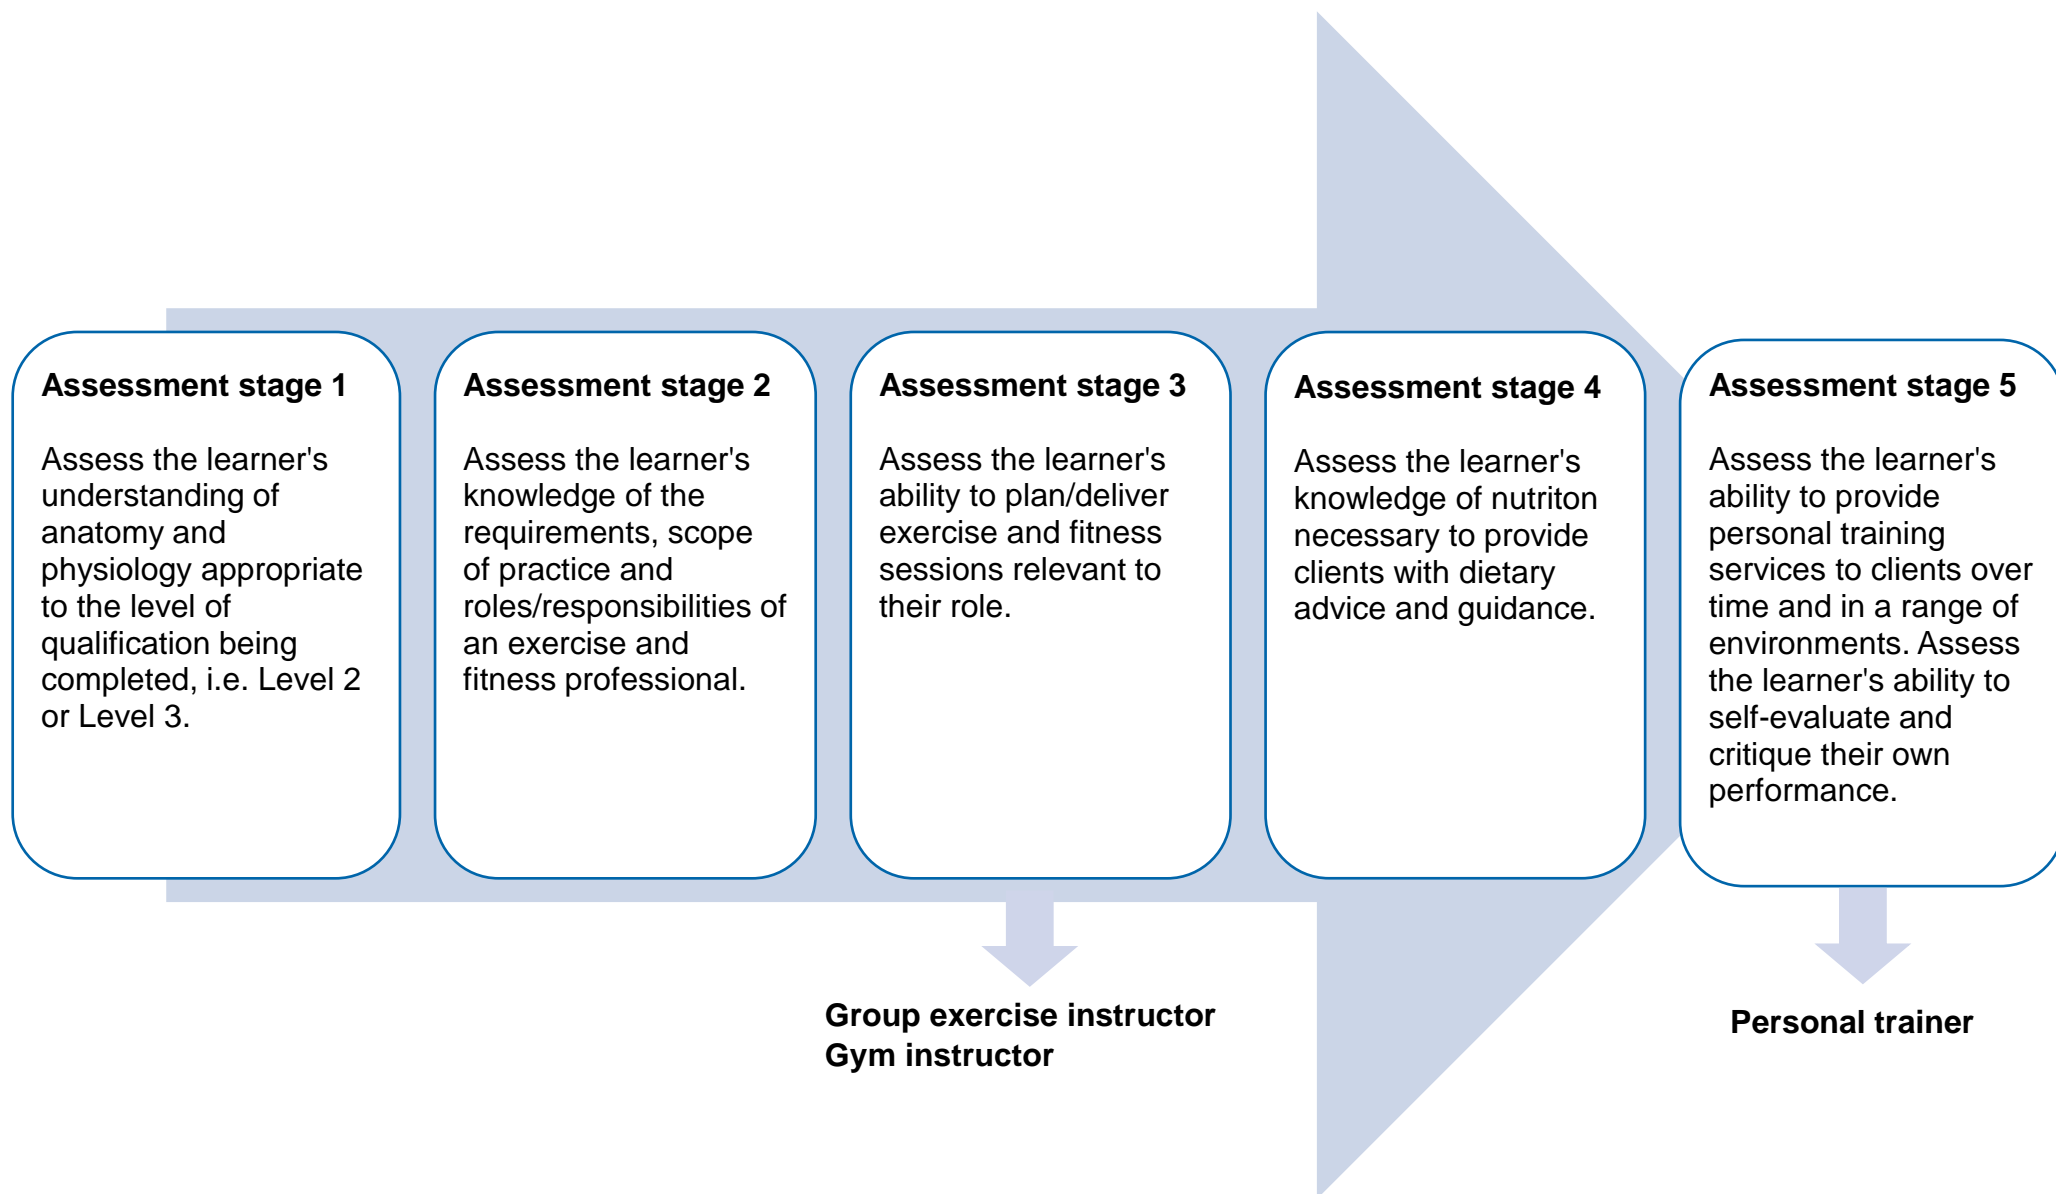 Assessment stage 1
Assess the learner's
understanding of
anatomy and
physiology appropriate
to the level of
qualification being
completed, i.e. Level 2
or Level 3.
Assessment stage 2
Assess the learner's
knowledge of the
requirements, scope
of practice and
roles/responsibilities of
an exercise and
fitness professional.
Assessment stage 3
Assess the learner's
ability to plan/deliver
exercise and fitness
sessions relevant to
their role.
Assessment stage 4
Assess the learner's
knowledge of nutriton
necessary to provide
clients with dietary
advice and guidance.
Assessment stage 5
Assess the learner's
ability to provide
personal training
services to clients over
time and in a range of
environments. Assess
the learner's ability to
self-evaluate and
critique their own
performance.
Group exercise instructor
Gym instructor
Personal trainer